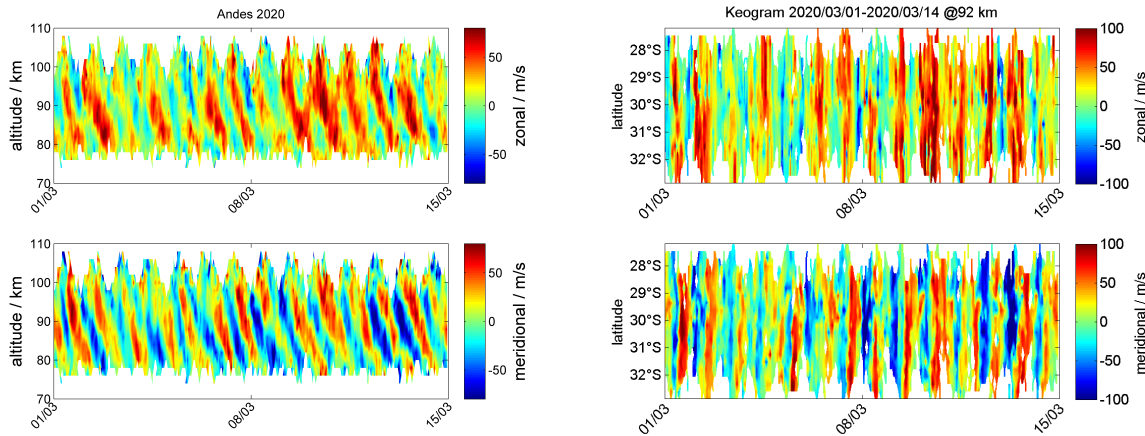 Andes 2020
110
100
90
80
70
altitude / km
01/03
08/03
15/03
50
0
-50
zonal / m/s
Keogram 2020/03/01-2020/03/14 @92 km
28°S
29°S
30°S
31°S
32°S
latitude
01/03
08/03
15/03
100
50
0
-50
-100
zonal / m/s
110
100
90
80
70
altitude / km
01/03
08/03
15/03
50
0
-50
meridional / m/s
28°S
29°S
30°S
31°S
32°S
latitude
01/03
08/03
15/03
100
50
0
-50
-100
meridional / m/s